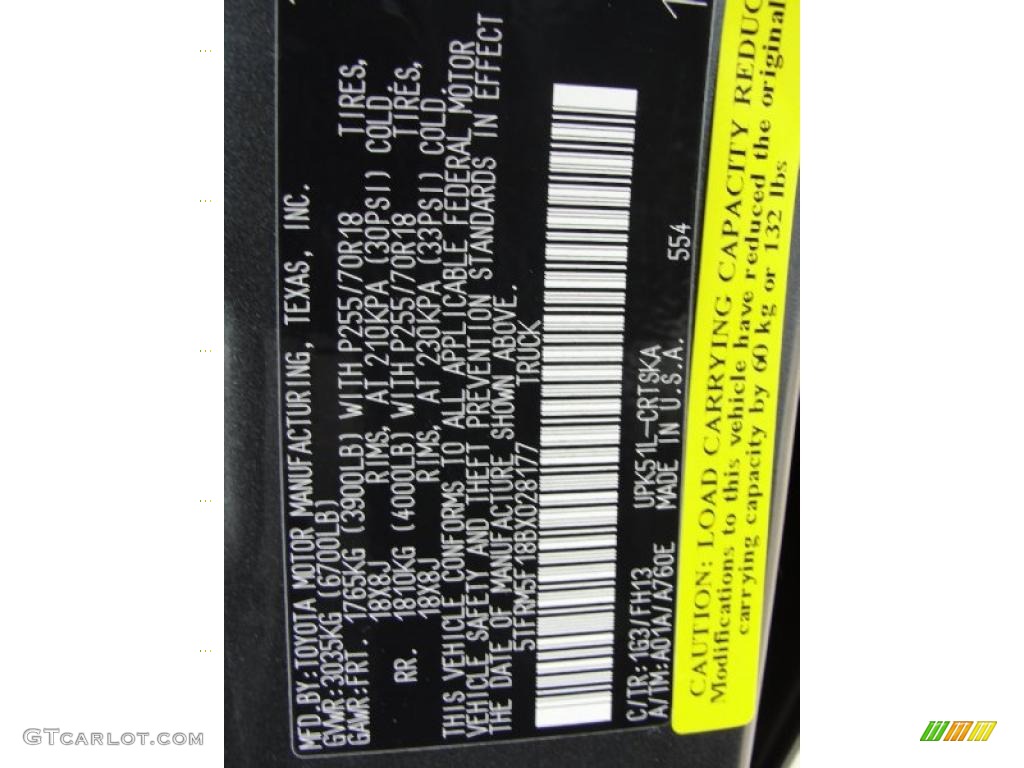 MFD.BY:TOYOTA MOTOR MANUFACTURING, TEXAS, INC.
GVWR:3035KG (6700LB)
GAWR:FRT. 1765KG (3900LB) WITH P255/70R18 TIRES,
18X8J RIMS, AT 210KPA (30PSI) COLD
RR. 1810KG (4000LB) WITH P255/70R18 TIRES,
18X8J RIMS, AT 230KPA (33PSI) COLD.
THIS VEHICLE CONFORMS TO ALL APPLICABLE FEDERAL MOTOR
VEHICLE SAFETY AND THEFT PREVENTION STANDARDS IN EFFECT
THE DATE OF MANUFACTURE SHOWN ABOVE.
5TFRM5F18BX028177 TRUCK
C/TR:1G3/FH13 UPK51L-CRTSKA 554
A/TM:A01A/A760E MADE IN U.S.A.
CAUTION: LOAD CARRYING CAPACITY REDUC
Modifications to this vehicle have reduced the original
carrying capacity by 60 kg or 132 lbs
GTCARLOT.COM